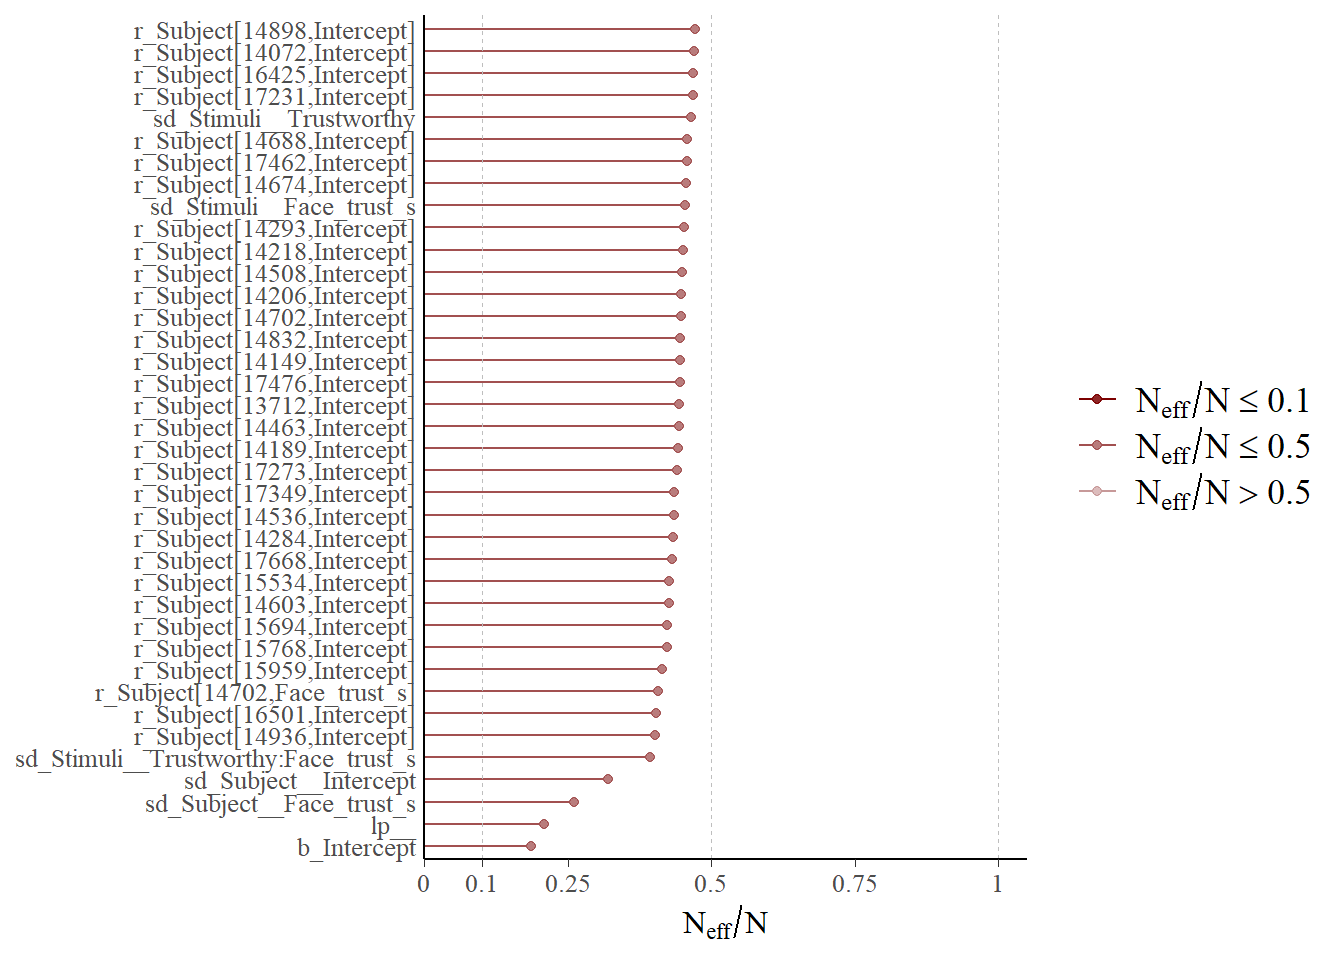 r_Subject[14898,Intercept]
r_Subject[14072,Intercept]
r_Subject[16425,Intercept]
r_Subject[17231,Intercept]
sd_Stimuli__Trustworthy
r_Subject[14688,Intercept]
r_Subject[17462,Intercept]
r_Subject[14674,Intercept]
sd_Stimuli__Face_trust_s
r_Subject[14293,Intercept]
r_Subject[14218,Intercept]
r_Subject[14508,Intercept]
r_Subject[14206,Intercept]
r_Subject[14702,Intercept]
r_Subject[14832,Intercept]
r_Subject[14149,Intercept]
r_Subject[17476,Intercept]
r_Subject[13712,Intercept]
r_Subject[14463,Intercept]
r_Subject[14189,Intercept]
r_Subject[17273,Intercept]
r_Subject[17349,Intercept]
r_Subject[14536,Intercept]
r_Subject[14284,Intercept]
r_Subject[17668,Intercept]
r_Subject[15534,Intercept]
r_Subject[14603,Intercept]
r_Subject[15694,Intercept]
r_Subject[15768,Intercept]
r_Subject[15959,Intercept]
r_Subject[14702,Face_trust_s]
r_Subject[16501,Intercept]
r_Subject[14936,Intercept]
sd_Stimuli__Trustworthy:Face_trust_s
sd_Subject__Intercept
sd_Subject__Face_trust_s
lp__
b_Intercept
0 0.1 0.25 0.5 0.75 1
Neff/N
Neff/N ≤ 0.1
Neff/N ≤ 0.5
Neff/N > 0.5